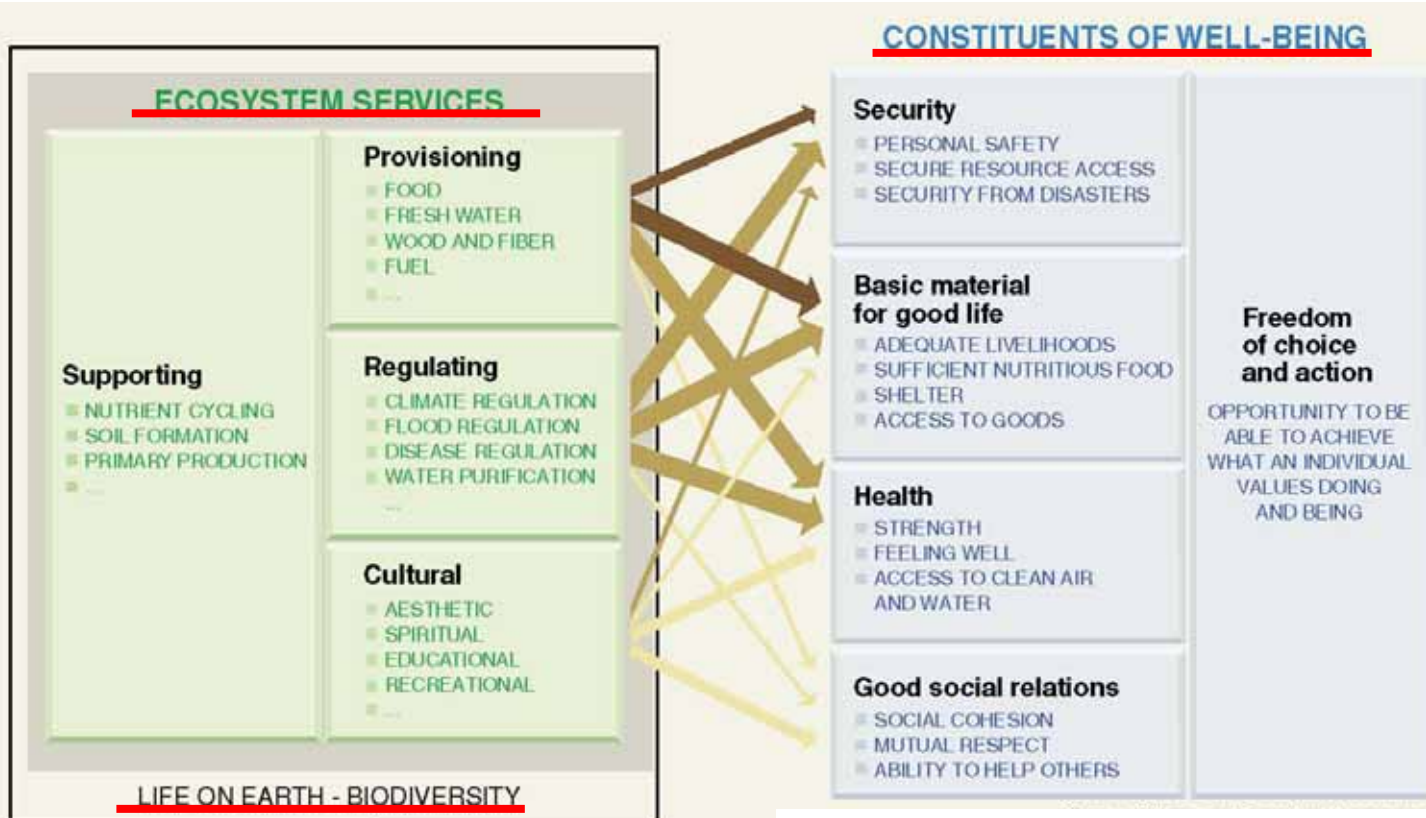 CONSTITUENTS OF WELL-BEING
ECOSYSTEM SERVICES
Supporting
NUTRIENT CYCLING
SOIL FORMATION
PRIMARY PRODUCTION
...
Provisioning
FOOD
FRESH WATER
WOOD AND FIBER
FUEL
...
Regulating
CLIMATE REGULATION
FLOOD REGULATION
DISEASE REGULATION
WATER PURIFICATION
...
Cultural
AESTHETIC
SPIRITUAL
EDUCATIONAL
RECREATIONAL
...
LIFE ON EARTH - BIODIVERSITY
Security
PERSONAL SAFETY
SECURE RESOURCE ACCESS
SECURITY FROM DISASTERS
Basic material
for good life
ADEQUATE LIVELIHOODS
SUFFICIENT NUTRITIOUS FOOD
SHELTER
ACCESS TO GOODS
Health
STRENGTH
FEELING WELL
ACCESS TO CLEAN AIR
AND WATER
Good social relations
SOCIAL COHESION
MUTUAL RESPECT
ABILITY TO HELP OTHERS
Freedom
of choice
and action
OPPORTUNITY TO BE
ABLE TO ACHIEVE
WHAT AN INDIVIDUAL
VALUES DOING
AND BEING